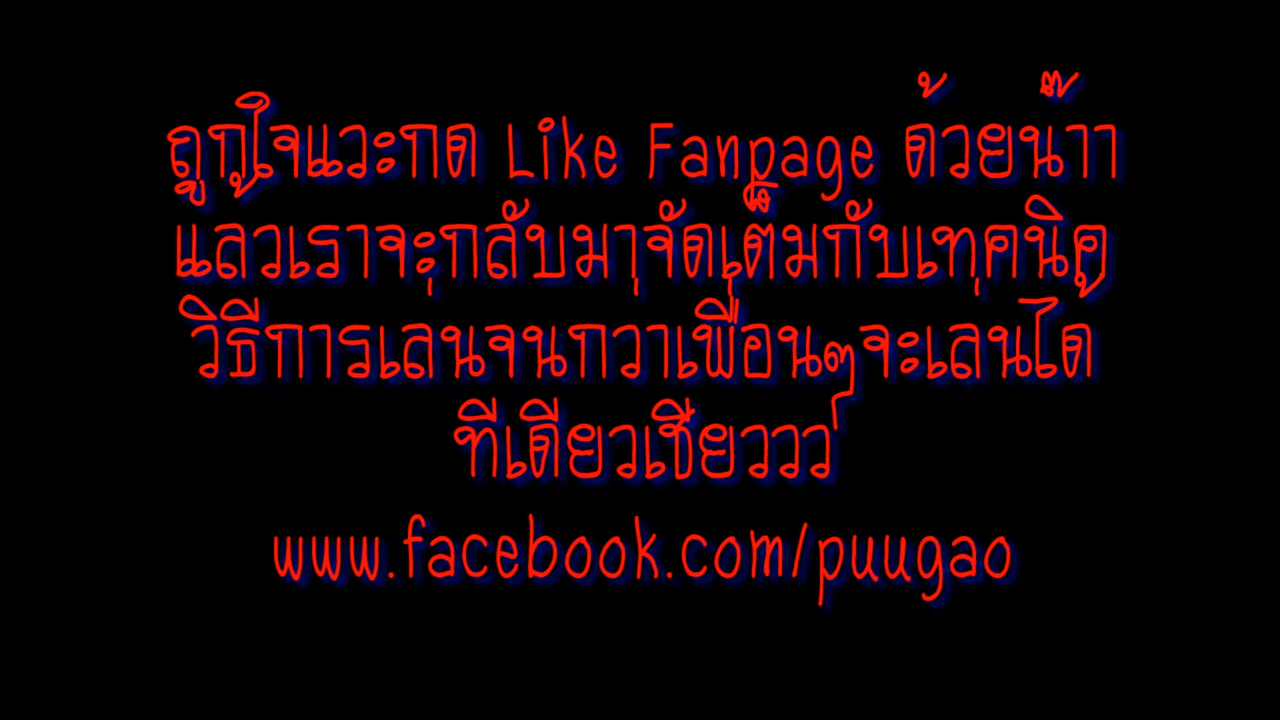 ถูกใจแวะกด Like Fanpage ด้วยน๊าา
แล้วเราจะกลับมาจัดเต็มกับเทคนิค
วิธีการเล่นจนกว่าเพื่อนๆจะเล่นได้
ทีเดียวเชียววว
www.facebook.com/puugao